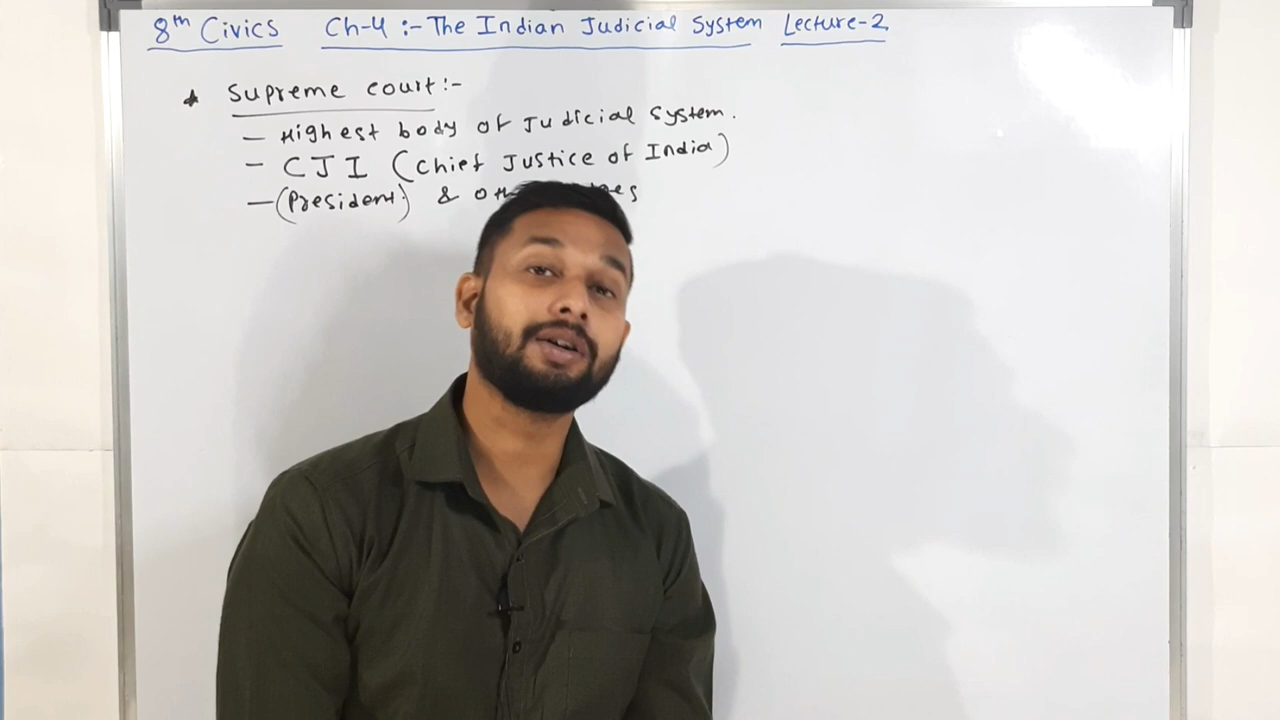 8th Civics Ch-4 :- The Indian Judicial System Lecture-2
* Supreme court:-
- Highest body of Judicial System.
- CJI (Chief Justice of India)
- (President) &